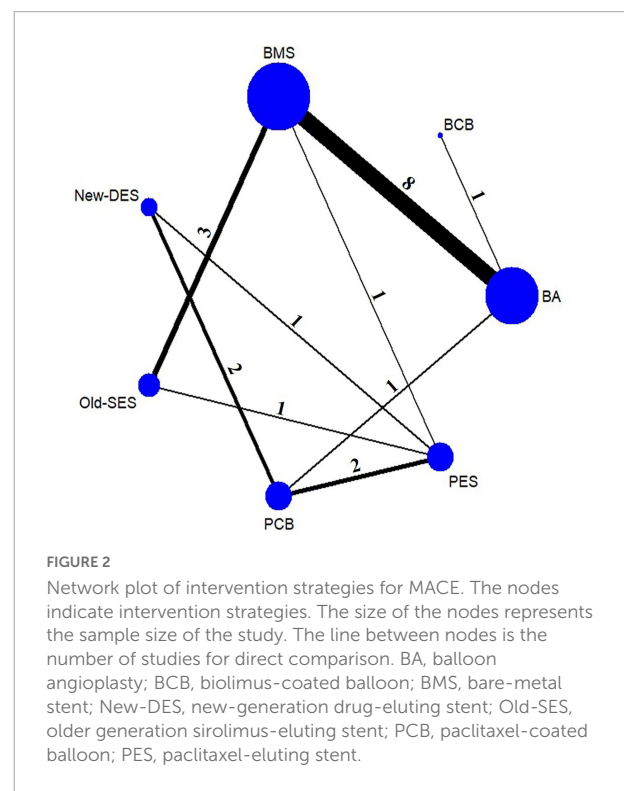 BMS
BCB
1
8
New-DES
3
BA
1
1
2
1
Old-SES
1
2
PES
PCB
FIGURE 2
Network plot of intervention strategies for MACE. The nodes
indicate intervention strategies. The size of the nodes represents
the sample size of the study. The line between nodes is the
number of studies for direct comparison. BA, balloon
angioplasty; BCB, biolimus-coated balloon; BMS, bare-metal
stent; New-DES, new-generation drug-eluting stent; Old-SES,
older generation sirolimus-eluting stent; PCB, paclitaxel-coated
balloon; PES, paclitaxel-eluting stent.